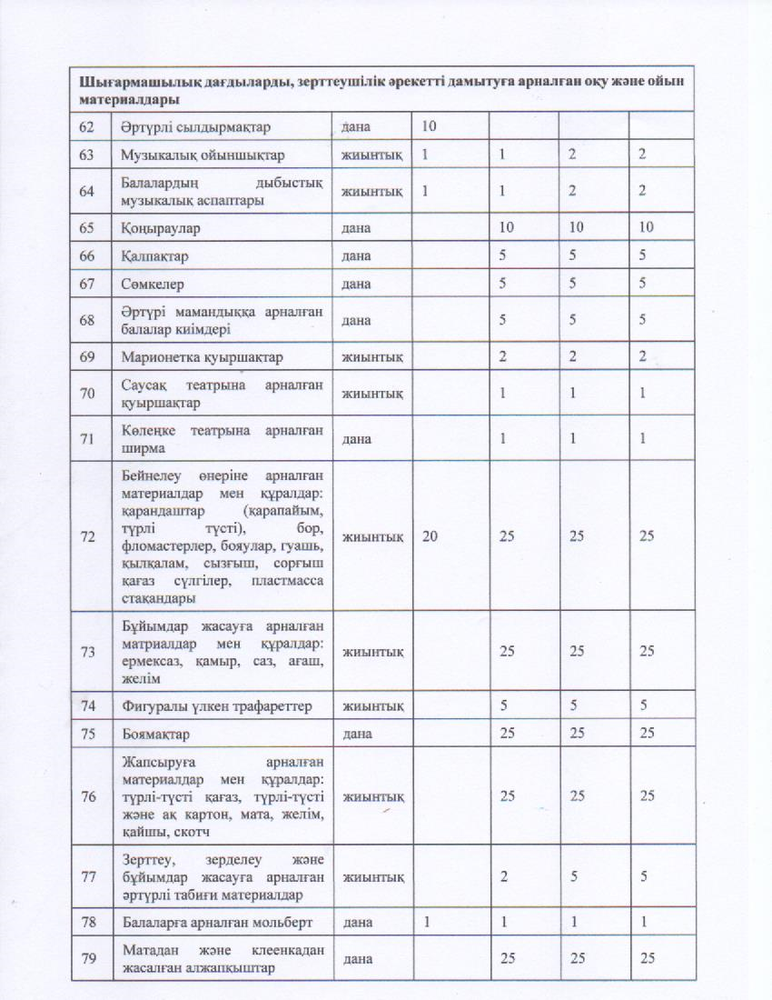 Шығармашылық дағдыларды, зерттеушілік әрекетті дамытуға арналған оқу және ойын
материалдары
62 Әртүрлі сылдырмақтар дана 10
63 Музыкалық ойыншықтар жиынтық 1 1 2 2
64 Балалардың дыбыстық
музыкалық аспаптары жиынтық 1 1 2 2
65 Қоңыраулар дана 10 10 10
66 Қалпақтар дана 5 5 5
67 Сөмкелер дана 5 5 5
68 Әртүрі мамандыққа арналған
балалар киімдері дана 5 5 5
69 Марионетка қуыршақтар жиынтық 2 2 2
70 Саусақ театрына арналған
қуыршақтар жиынтық 1 1 1
71 Көлеңке театрына арналған
ширма дана 1 1 1
72 Бейнелеу өнеріне арналған
материалдар мен құралдар:
қарандаштар (қарапайым,
түрлі түсті), бор,
фломастерлер, бояулар, гуашь,
қылқалам, сызғыш, сорғыш
қағаз сүлгілер, пластмасса
стақандары жиынтық 20 25 25 25
73 Бұйымдар жасауға арналған
матриалдар мен құралдар:
ермексаз, қамыр, саз, ағаш,
желім жиынтық 25 25 25
74 Фигуралы үлкен трафареттер жиынтық 5 5 5
75 Боямақтар дана 25 25 25
76 Жапсыруға арналған
материалдар мен құралдар:
түрлі-түсті қағаз, түрлі-түсті
және ақ картон, мата, желім,
қайшы, скотч жиынтық 25 25 25
77 Зерттеу, зерделеу және
бұйымдар жасауға арналған
әртүрлі табиғи материалдар жиынтық 2 5 5
78 Балаларға арналған мольберт дана 1 1 1 1
79 Матадан және клеенкадан
жасалған алжапқыштар дана 25 25 25